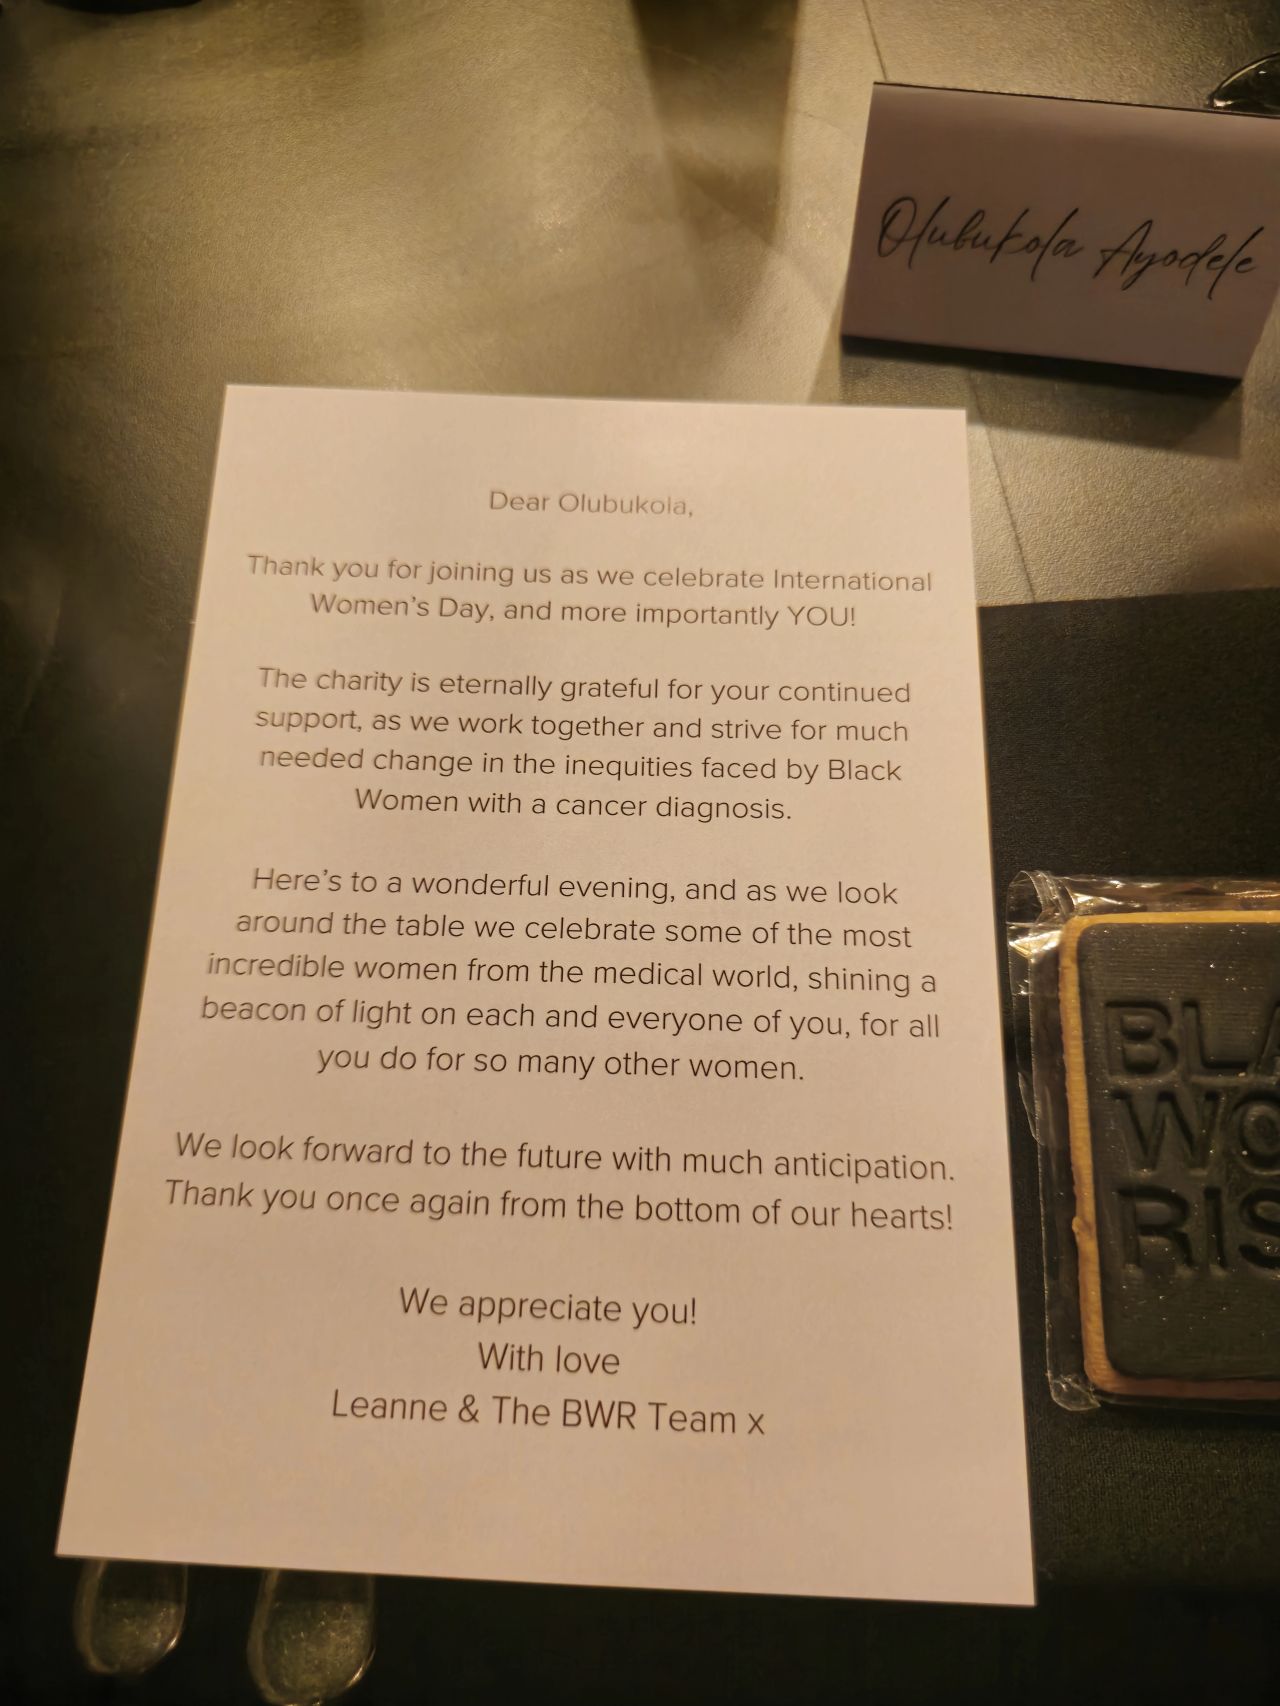 Olubukola Ayodele
Dear Olubukola,
Thank you for joining us as we celebrate International
Women's Day, and more importantly YOU!
The charity is eternally grateful for your continued
support, as we work together and strive for much
needed change in the inequities faced by Black
Women with a cancer diagnosis.
Here's to a wonderful evening, and as we look
around the table we celebrate some of the most
incredible women from the medical world, shining a
beacon of light on each and everyone of you, for all
you do for so many other women.
We look forward to the future with much anticipation.
Thank you once again from the bottom of our hearts!
We appreciate you!
With love
Leanne & The BWR Team x